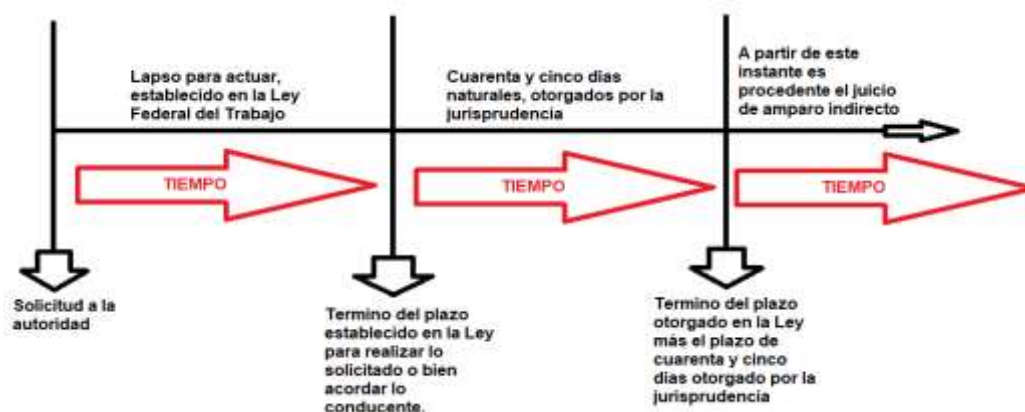 Lapso para actuar,
establecido en la Ley
Federal del Trabajo
Cuarenta y cinco dias
naturales, otorgados por la
jurisprudencia
A partir de este
instante es
procedente el juicio
de amparo indirecto
TIEMPO
TIEMPO
TIEMPO
Solicitud a la
autoridad
Termino del plazo
establecido en la Ley
para realizar lo
solicitado o bien
acordar lo
conducente.
Termino del plazo
otorgado en la Ley
más el plazo de
cuarenta y cinco
dias otorgado por la
jurisprudencia